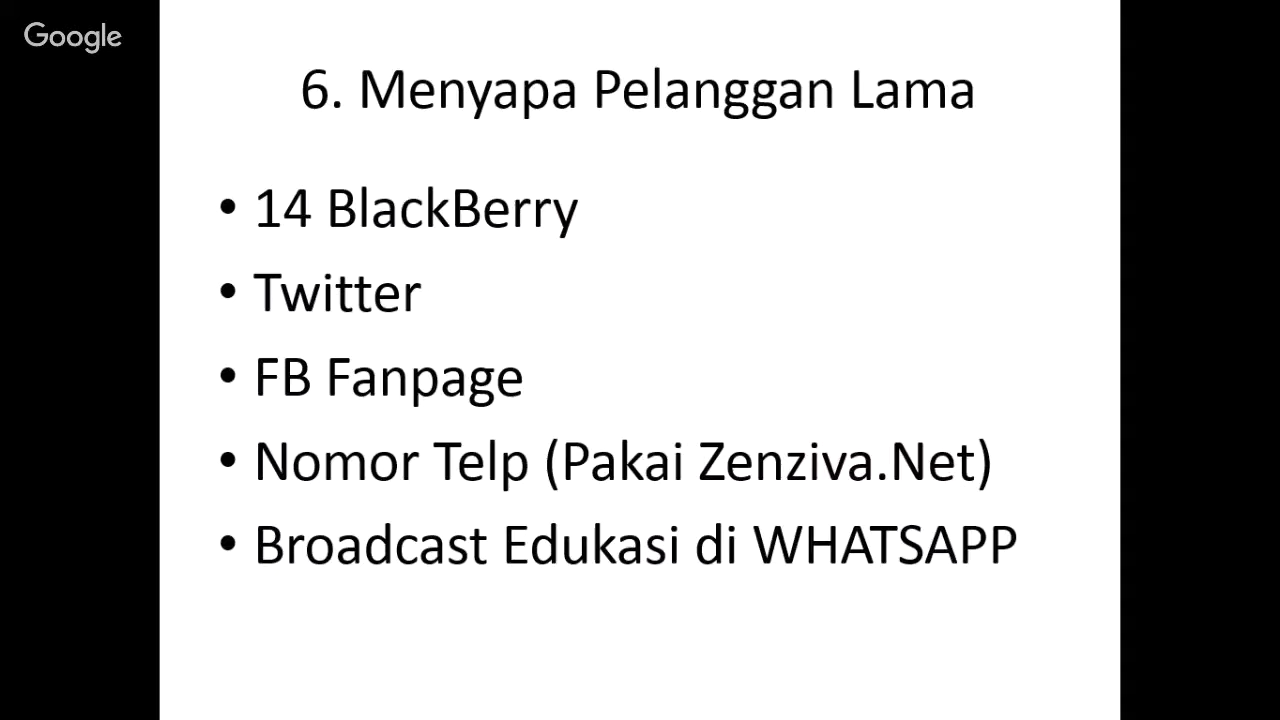 Google
6. Menyapa Pelanggan Lama
• 14 BlackBerry
• Twitter
• FB Fanpage
• Nomor Telp (Pakai Zenziva.Net)
• Broadcast Edukasi di WHATSAPP